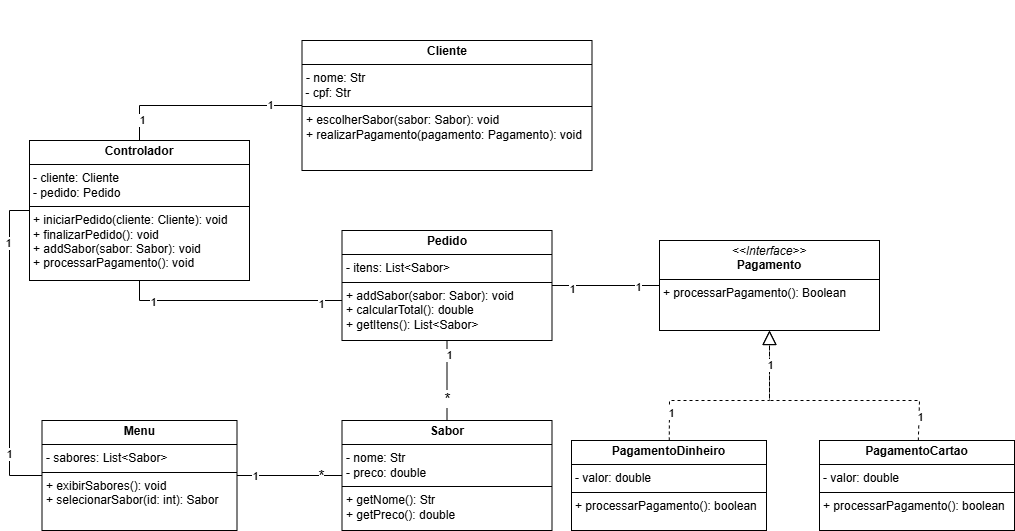 Cliente
- nome: Str
- cpf: Str
+ escolherSabor(sabor: Sabor): void
+ realizarPagamento(pagamento: Pagamento): void
1
1
Controlador
- cliente: Cliente
- pedido: Pedido
+ iniciarPedido(cliente: Cliente): void
+ finalizarPedido(): void
+ addSabor(sabor: Sabor): void
+ processarPagamento(): void
1
1
1
1
Pedido
- itens: List<Sabor>
+ addSabor(sabor: Sabor): void
+ calcularTotal(): double
+ getItens(): List<Sabor>
1
1
<<Interface>>
Pagamento
+ processarPagamento(): Boolean
1
*
1
1
1
Menu
- sabores: List<Sabor>
+ exibirSabores(): void
+ selecionarSabor(id: int): Sabor
1
*
Sabor
- nome: Str
- preco: double
+ getNome(): Str
+ getPreco(): double
PagamentoDinheiro
- valor: double
+ processarPagamento(): boolean
PagamentoCartao
- valor: double
+ processarPagamento(): boolean